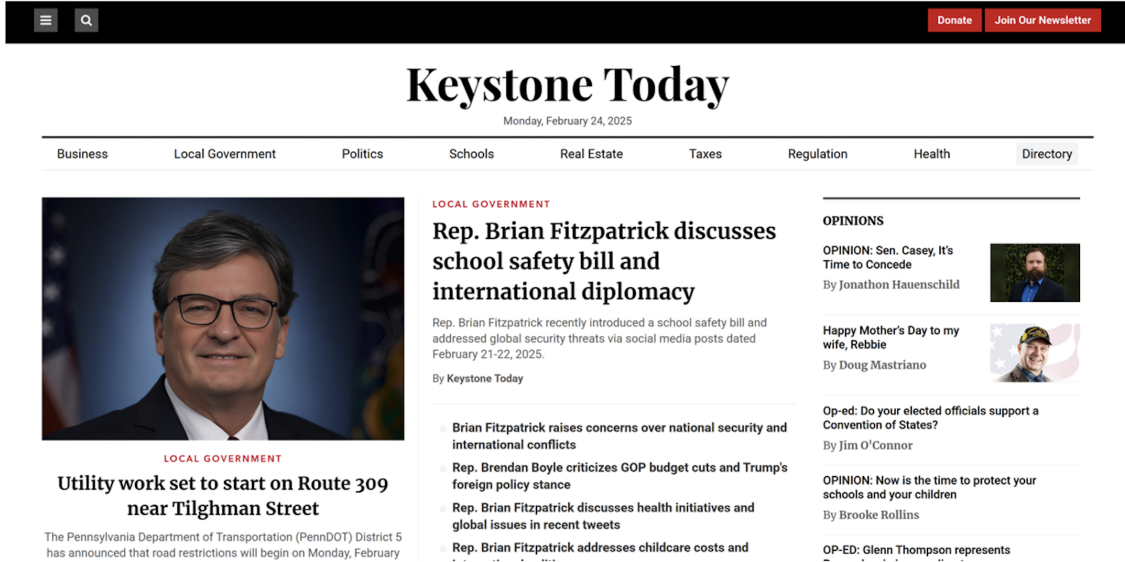 Donate
Join Our Newsletter
Keystone Today
Monday, February 24, 2025
Business
Local Government
Politics
Schools
Real Estate
Taxes
Regulation
Health
Directory
LOCAL GOVERNMENT
Utility work set to start on Route 309
near Tilghman Street
The Pennsylvania Department of Transportation (PennDOT) District 5
has announced that road restrictions will begin on Monday, February
LOCAL GOVERNMENT
Rep. Brian Fitzpatrick discusses
school safety bill and
international diplomacy
Rep. Brian Fitzpatrick recently introduced a school safety bill and
addressed global security threats via social media posts dated
February 21-22, 2025.
By Keystone Today
Brian Fitzpatrick raises concerns over national security and
international conflicts
Rep. Brendan Boyle criticizes GOP budget cuts and Trump's
foreign policy stance
Rep. Brian Fitzpatrick discusses health initiatives and
global issues in recent tweets
Rep. Brian Fitzpatrick addresses childcare costs and
OPINIONS
OPINION: Sen. Casey, It's
Time to Concede
By Jonathon Hauenschild
Happy Mother's Day to my
wife, Rebbie
By Doug Mastriano
Op-ed: Do your elected officials support a
Convention of States?
By Jim O'Connor
OPINION: Now is the time to protect your
schools and your children
By Brooke Rollins
OP-ED: Glenn Thompson represents